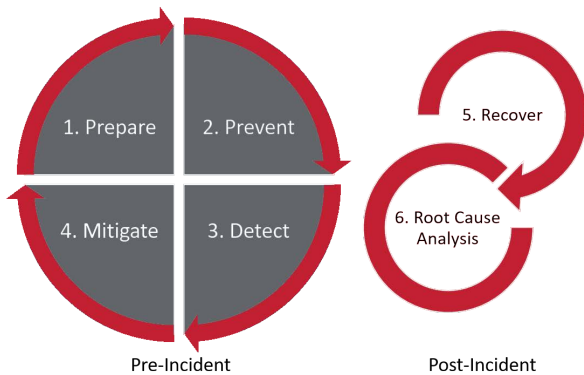 1. Prepare
2. Prevent
4. Mitigate
3. Detect
Pre-Incident
5. Recover
6. Root Cause
Analysis
Post-Incident